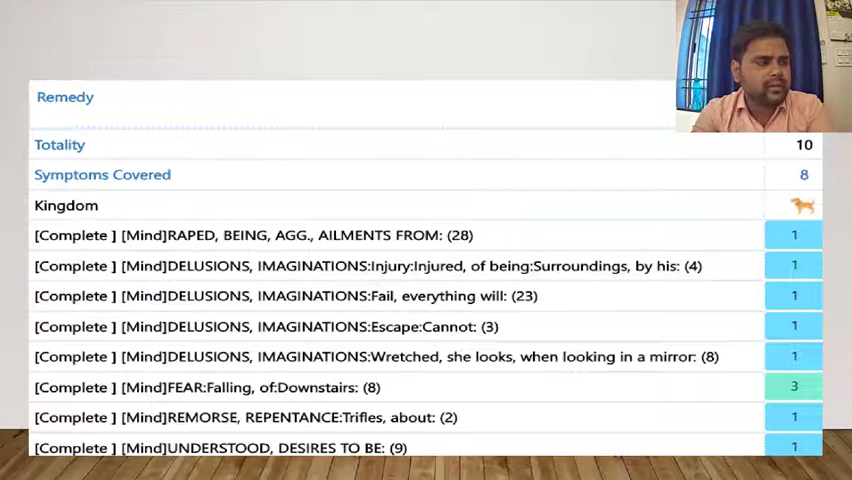 Remedy
Totality 10
Symptoms Covered 8
Kingdom
[Complete ] [Mind]RAPED, BEING, AGG., AILMENTS FROM: (28) 1
[Complete ] [Mind]DELUSIONS, IMAGINATIONS:Injury:Injured, of being:Surroundings, by his: (4) 1
[Complete ] [Mind]DELUSIONS, IMAGINATIONS:Fail, everything will: (23) 1
[Complete ] [Mind]DELUSIONS, IMAGINATIONS:Escape:Cannot: (3) 1
[Complete ] [Mind]DELUSIONS, IMAGINATIONS:Wretched, she looks, when looking in a mirror: (8) 1
[Complete ] [Mind]FEAR:Falling, of:Downstairs: (8) 3
[Complete ] [Mind]REMORSE, REPENTANCE:Trifles, about: (2) 1
[Complete ] [Mind]UNDERSTOOD, DESIRES TO BE: (9) 1